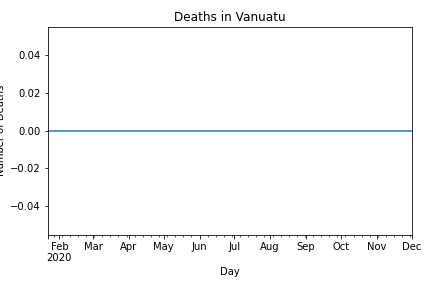 Deaths in Vanuatu
0.04
0.02
0.00
−0.02
−0.04
Number of Deaths
Feb Mar Apr May Jun Jul Aug Sep Oct Nov Dec
2020
Day